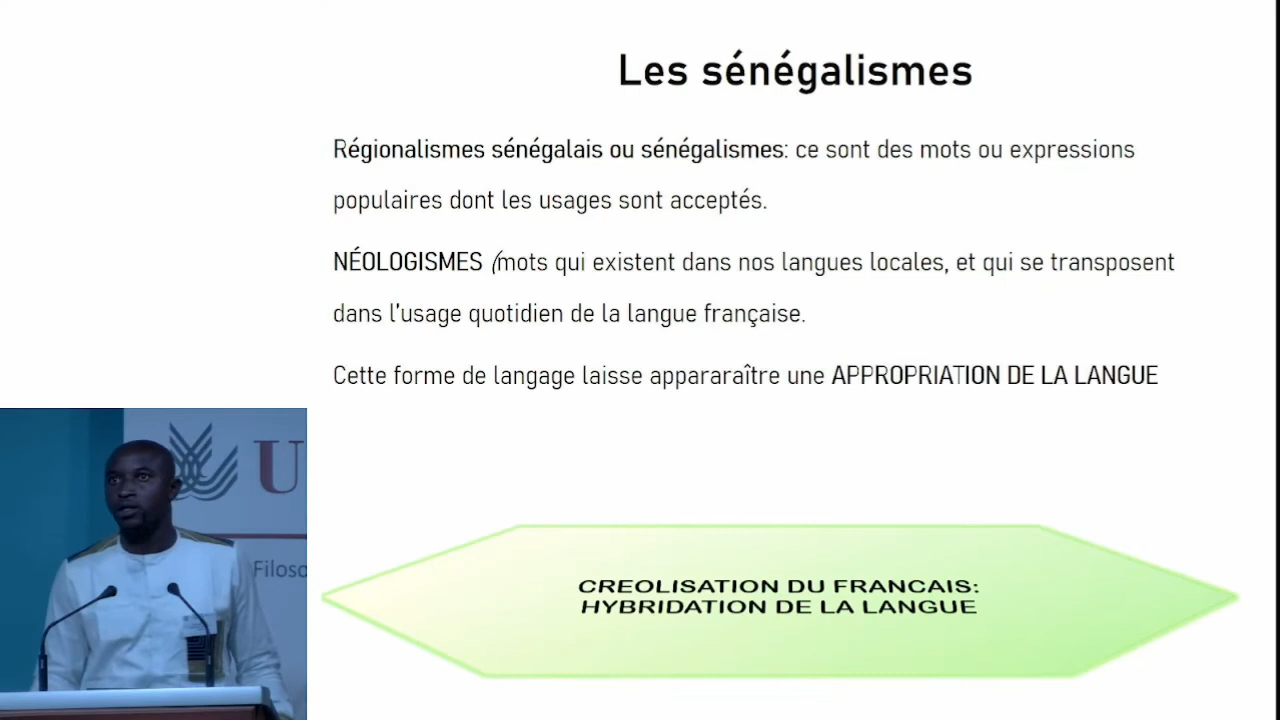 Les sénégalismes
Régionalismes sénégalais ou sénégalismes: ce sont des mots ou expressions
populaires dont les usages sont acceptés.
NÉOLOGISMES (mots qui existent dans nos langues locales, et qui se transposent
dans l'usage quotidien de la langue française.
Cette forme de langage laisse appararaître une APPROPRIATION DE LA LANGUE
U
Filoso
CREOLISATION DU FRANCAIS:
HYBRIDATION DE LA LANGUE